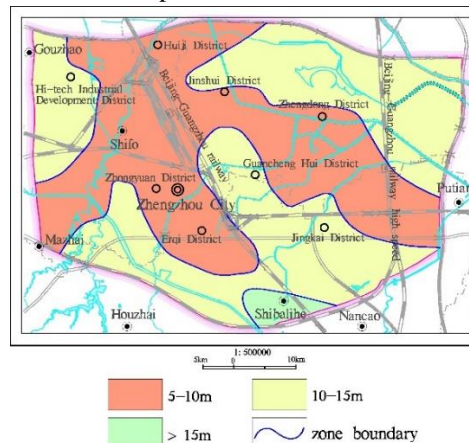 Gouzhao
Huiji District
Hi-tech Industrial
Development District
Jinshui District
Zhengdong District
Beijing-Guangzhou railway
Beijing Guangzhou railway high speed
Shifo
Guancheng Hui District
Zhongyuan District
Zhengzhou City
Putian
Erqi District
Jingkai District
Mazhai
Houzhai
Shibalihe
Nancao
1: 500000
5km
10km
5-10m
10-15m
> 15m
zone boundary